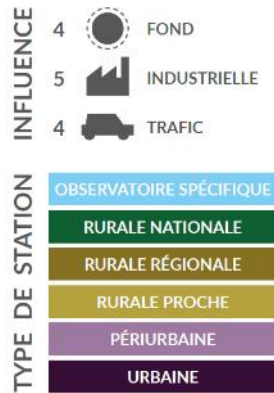 INFLUENCE
4 FOND
5 INDUSTRIELLE
4 TRAFIC
TYPE DE STATION
OBSERVATOIRE SPÉCIFIQUE
RURALE NATIONALE
RURALE RÉGIONALE
RURALE PROCHE
PÉRIURBAINE
URBAINE